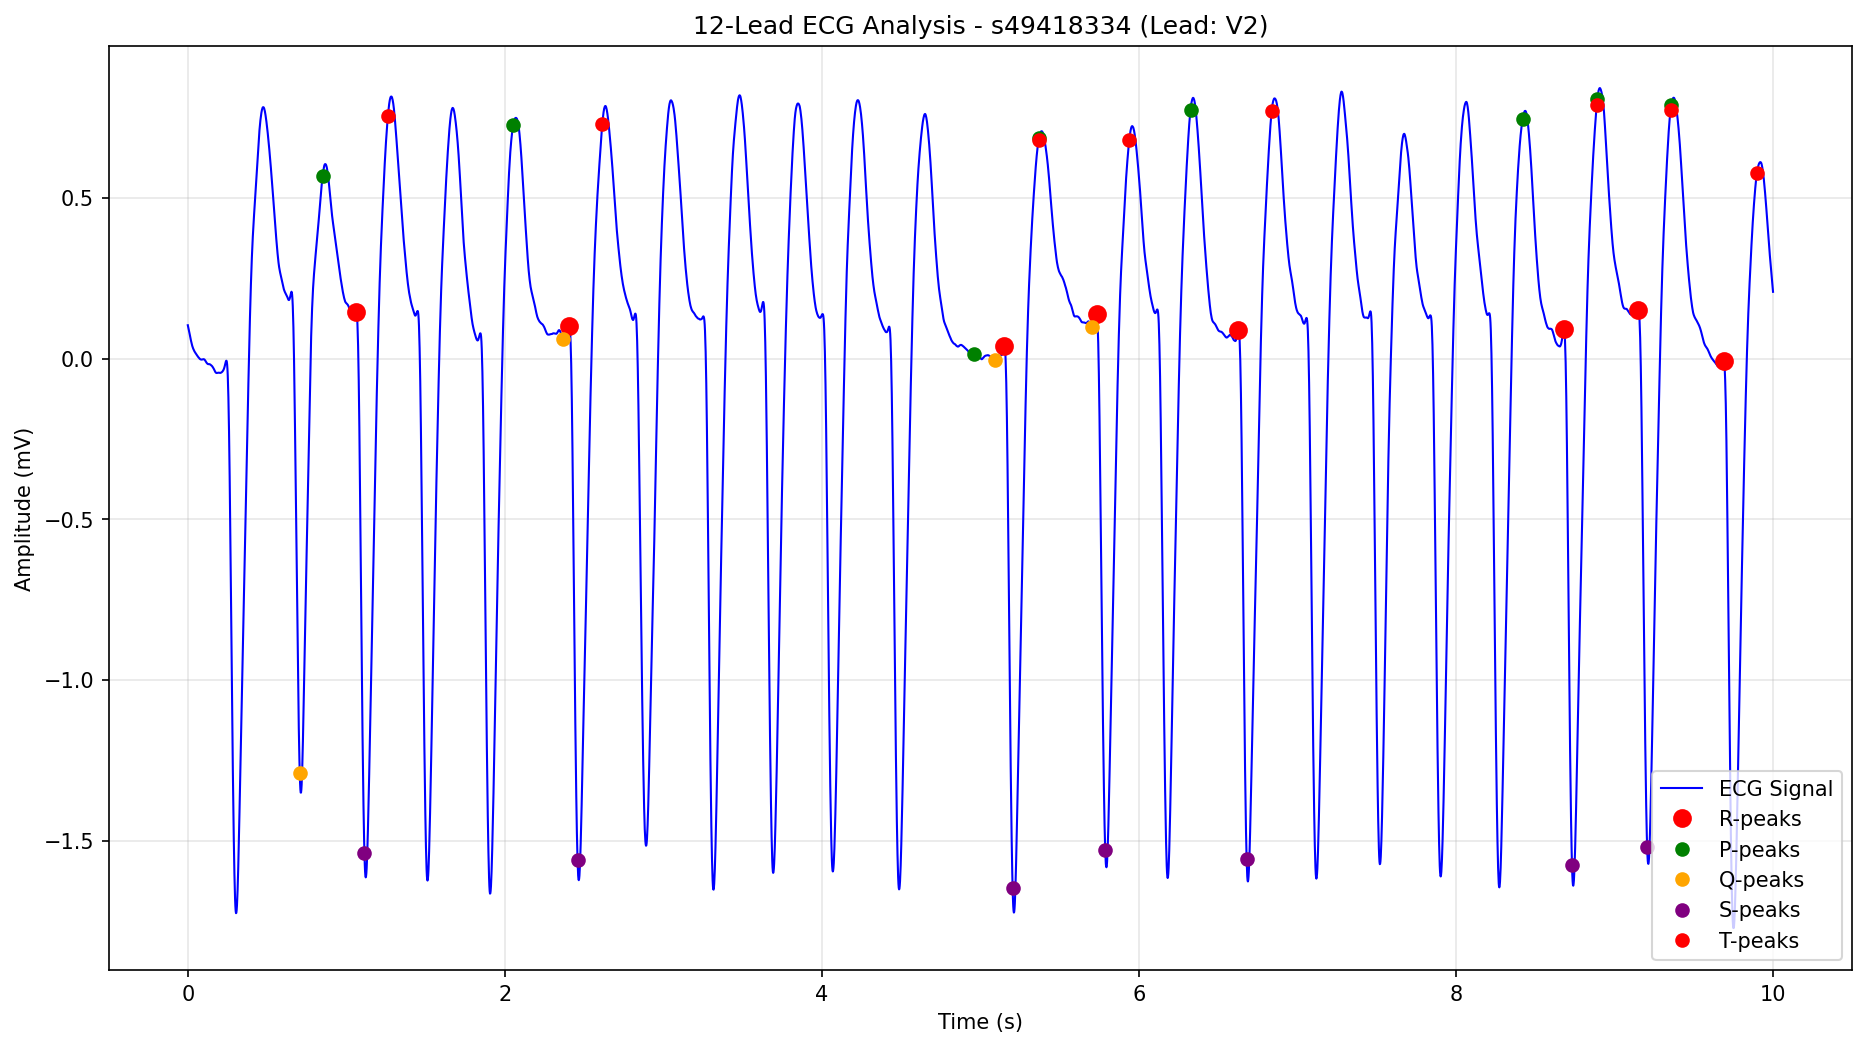 12-Lead ECG Analysis - s49418334 (Lead: V2)
Amplitude (mV)
0.5
0.0
−0.5
−1.0
−1.5
0 2 4 6 8 10
Time (s)
ECG Signal
R-peaks
P-peaks
Q-peaks
S-peaks
T-peaks